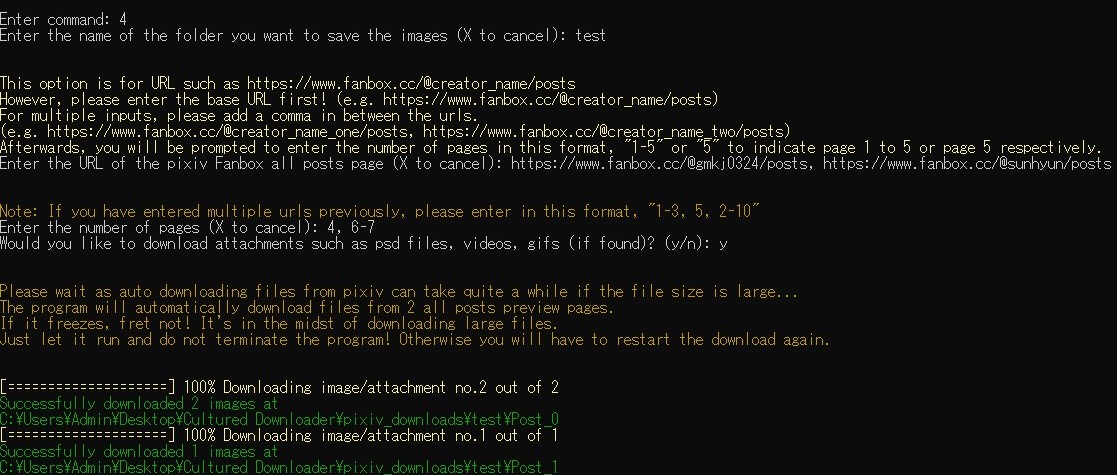 Enter command: 4
Enter the name of the folder you want to save the images (X to cancel): test
This option is for URL such as https://www.fanbox.cc/@creator_name/posts
However, please enter the base URL first! (e.g. https://www.fanbox.cc/@creator_name/posts)
For multiple inputs, please add a comma in between the urls.
(e.g. https://www.fanbox.cc/@creator_name_one/posts, https://www.fanbox.cc/@creator_name_two/posts)
Afterwards, you will be prompted to enter the number of pages in this format, "1-5" or "5" to indicate page 1 to 5 or page 5 respectively.
Enter the URL of the pixiv Fanbox all posts page (X to cancel): https://www.fanbox.cc/@gmkj0324/posts, https://www.fanbox.cc/@sunhyun/posts
Note: If you have entered multiple urls previously, please enter in this format, "1-3, 5, 2-10"
Enter the number of pages (X to cancel): 4, 6-7
Would you like to download attachments such as psd files, videos, gifs (if found)? (y/n): y
Please wait as auto downloading files from pixiv can take quite a while if the file size is large...
The program will automatically download files from 2 all posts preview pages.
If it freezes, fret not! It's in the midst of downloading large files.
Just let it run and do not terminate the program! Otherwise you will have to restart the download again.
[====================] 100% Downloading image/attachment no.2 out of 2
Successfully downloaded 2 images at
C:¥Users¥Admin¥Desktop¥Cultured Downloader¥pixiv_downloads¥test¥Post_0
[====================] 100% Downloading image/attachment no.1 out of 1
Successfully downloaded 1 images at
C:¥Users¥Admin¥Desktop¥Cultured Downloader¥pixiv_downloads¥test¥Post_1